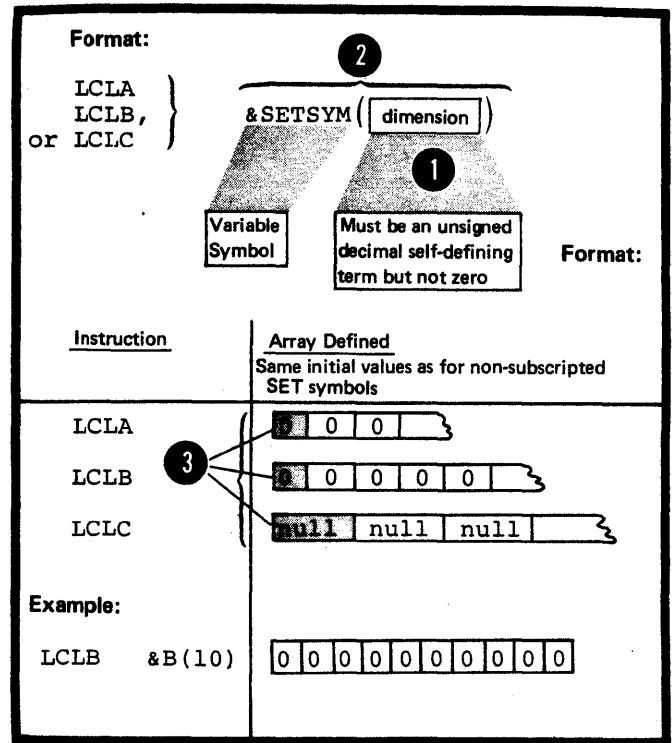 Format:
2
LCLA
LCLB,
or LCLC
&SETSYM( dimension )
1
Variable
Symbol
Must be an unsigned
decimal self-defining
term but not zero
Format:
Instruction
Array Defined
Same initial values as for non-subscripted
SET symbols
LCLA
0 0 0
3
LCLB
0 0 0 0 0
LCLC
null null null
Example:
LCLB &B(10)
0 0 0 0 0 0 0 0 0 0